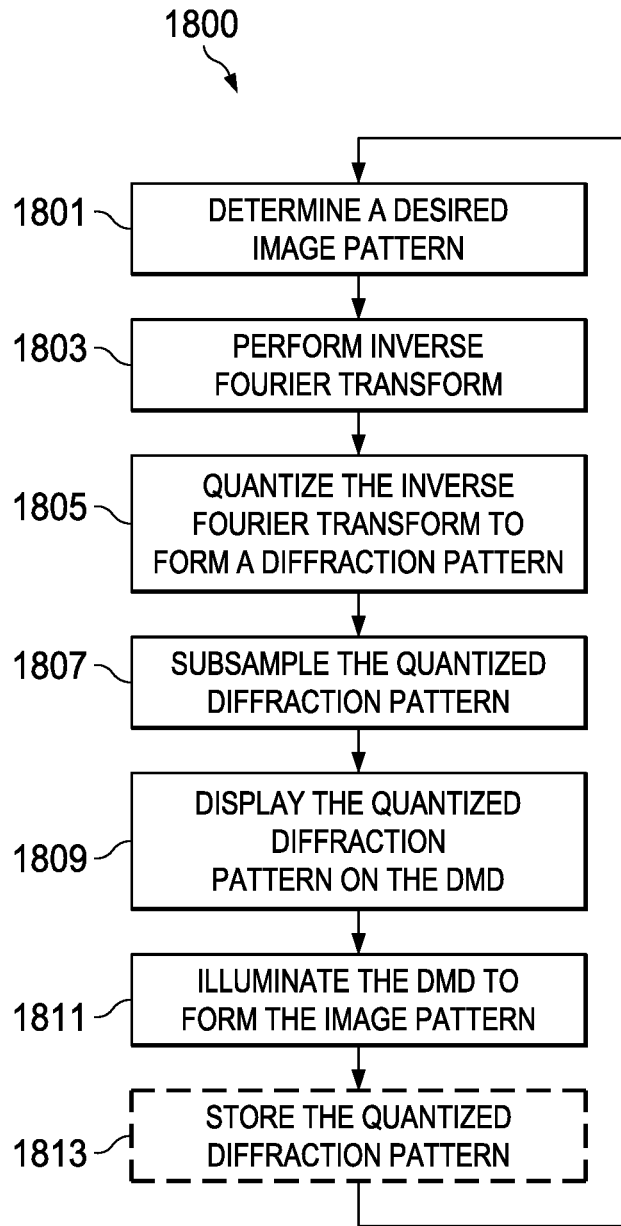 1800
1801
DETERMINE A DESIRED
IMAGE PATTERN
1803
PERFORM INVERSE
FOURIER TRANSFORM
1805
QUANTIZE THE INVERSE
FOURIER TRANSFORM TO
FORM A DIFFRACTION PATTERN
1807
SUBSAMPLE THE QUANTIZED
DIFFRACTION PATTERN
1809
DISPLAY THE QUANTIZED
DIFFRACTION
PATTERN ON THE DMD
1811
ILLUMINATE THE DMD TO
FORM THE IMAGE PATTERN
1813
STORE THE QUANTIZED
DIFFRACTION PATTERN